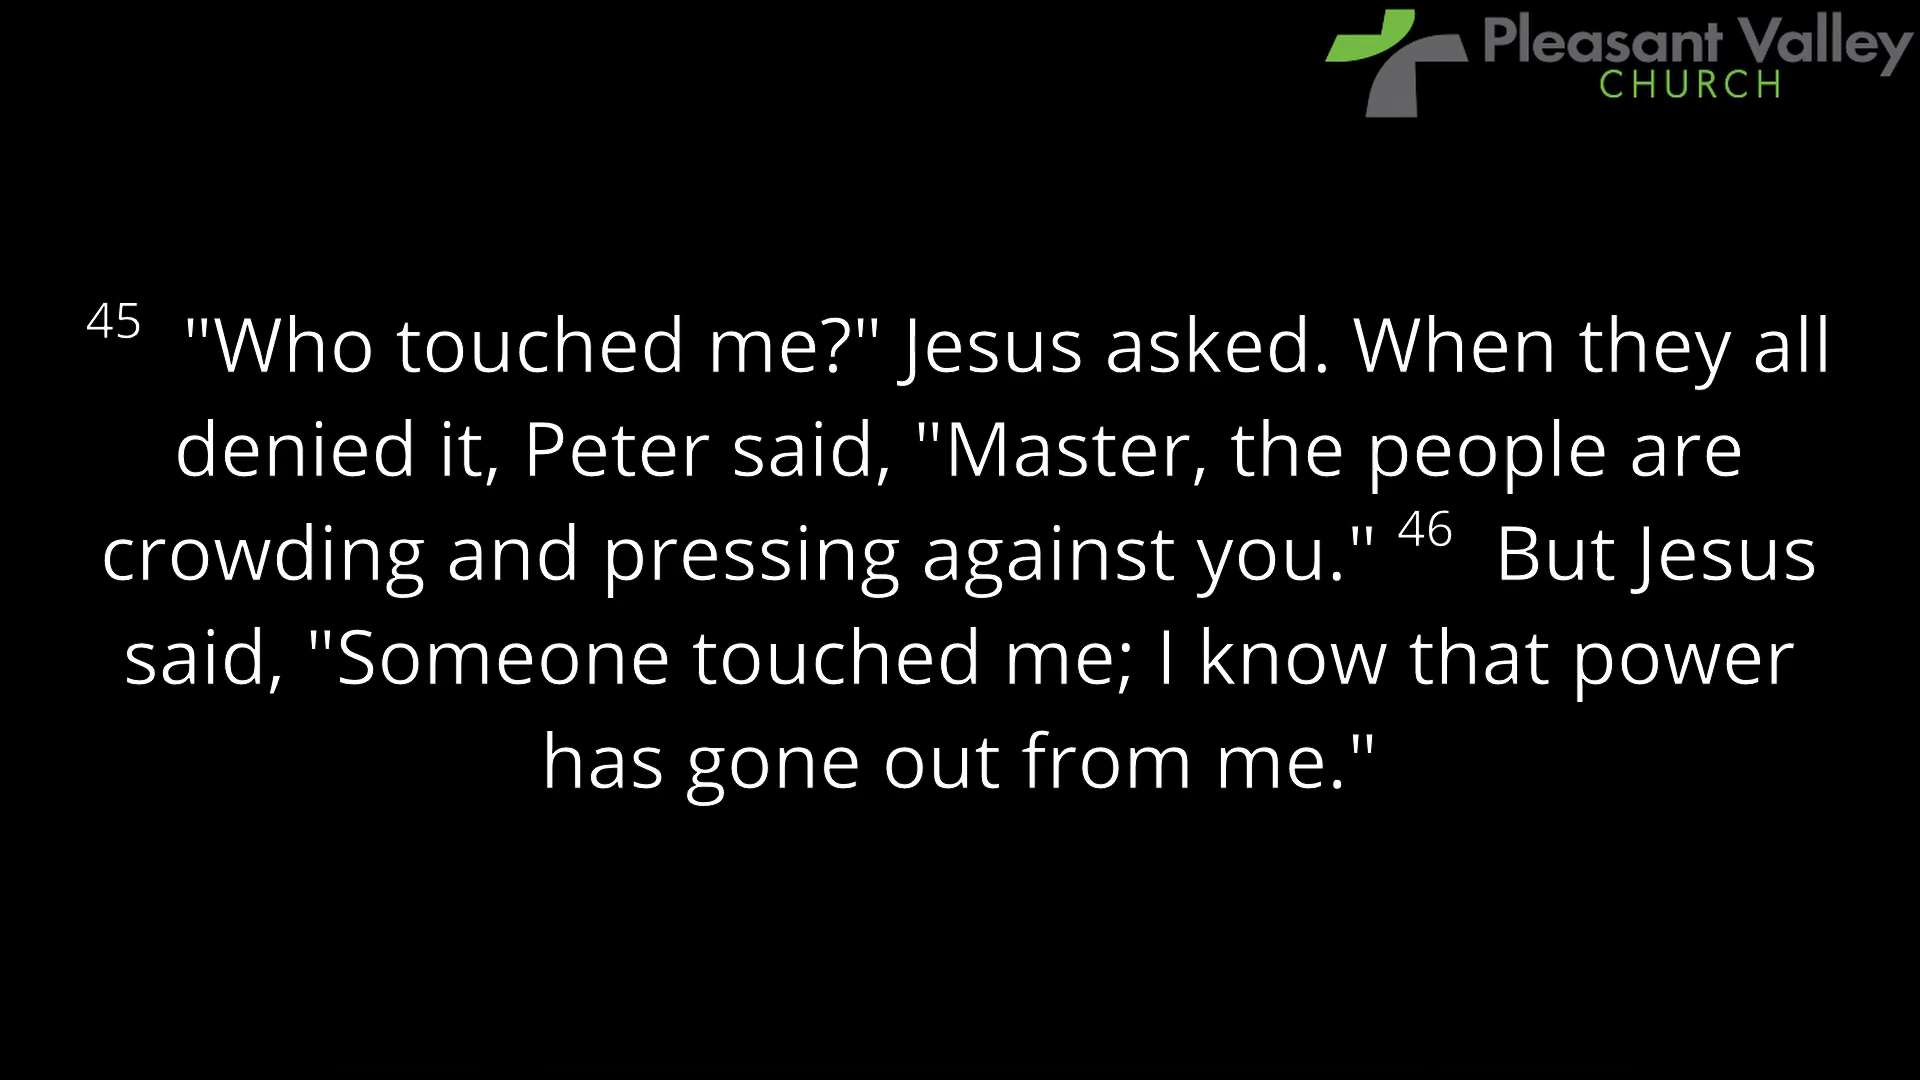 Pleasant Valley
CHURCH
45 "Who touched me?" Jesus asked. When they all
denied it, Peter said, "Master, the people are
crowding and pressing against you." 46 But Jesus
said, "Someone touched me; I know that power
has gone out from me."